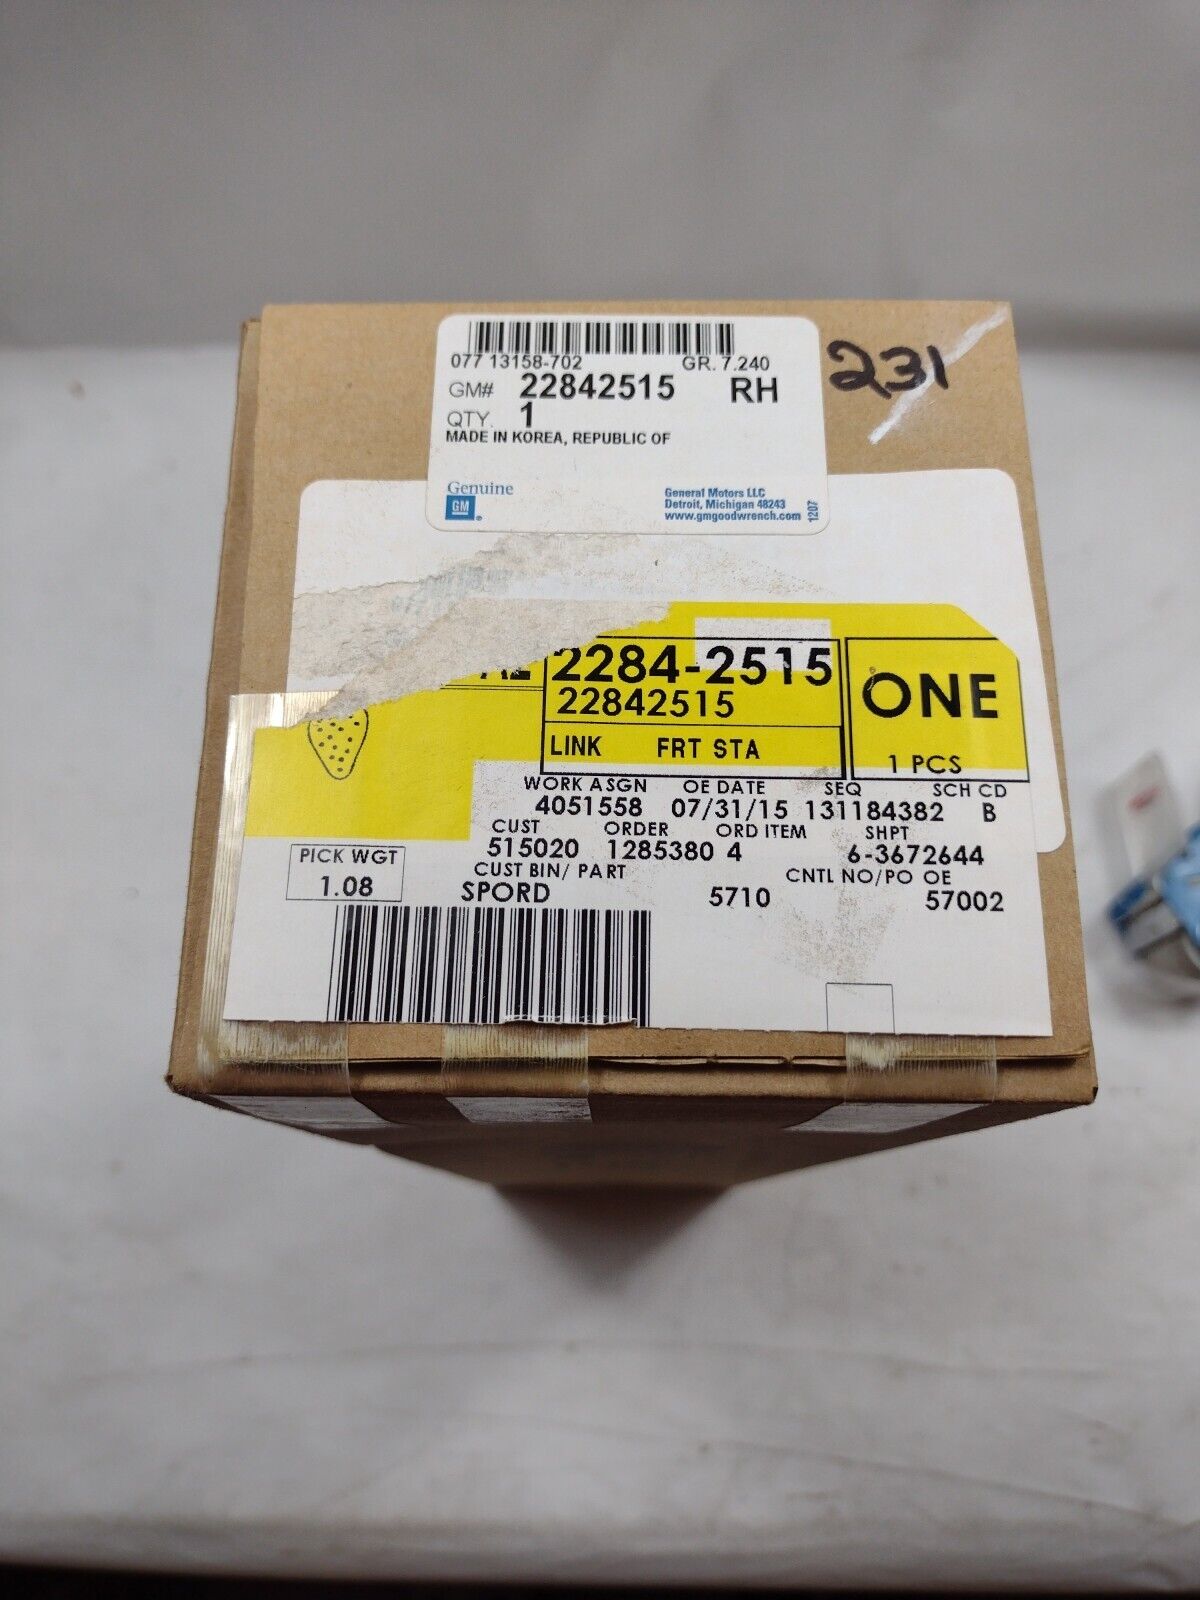 077 13158-702 GR. 7.240
GM# 22842515 RH
QTY. 1
MADE IN KOREA, REPUBLIC OF
Genuine
GM
General Motors LLC
Detroit, Michigan 48243
www.gmgoodwrench.com
1207
231
2284-2515
22842515
ONE
LINK FRT STA
1 PCS
WORK ASGN OE DATE SEQ SCH CD
4051558 07/31/15 131184382 B
CUST ORDER ORD ITEM SHPT
515020 1285380 4 6-3672644
PICK WGT
1.08
CUST BIN/ PART CNTL NO/PO OE
SPORD 5710 57002